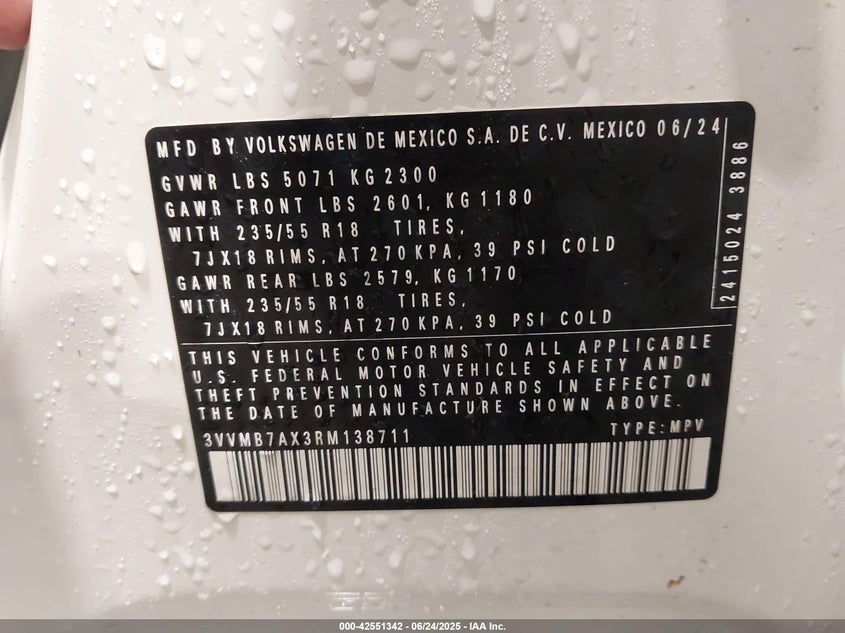 MFD BY VOLKSWAGEN DE MEXICO S.A. DE C.V. MEXICO 06/24
GVWR LBS 5071 KG 2300
GAWR FRONT LBS 2601, KG 1180
WITH 235/55 R18 TIRES,
7JX18 RIMS, AT 270 KPA, 39 PSI COLD
GAWR REAR LBS 2579, KG 1170
WITH 235/55 R18 TIRES,
7JX18 RIMS, AT 270 KPA, 39 PSI COLD
2415024 3886
THIS VEHICLE CONFORMS TO ALL APPLICABLE
U.S. FEDERAL MOTOR VEHICLE SAFETY AND
THEFT PREVENTION STANDARDS IN EFFECT ON
THE DATE OF MANUFACTURE SHOWN ABOVE.
3VVMB7AX3RM138711 TYPE: MPV
000-42551342 - 06/24/2025 - IAA Inc.